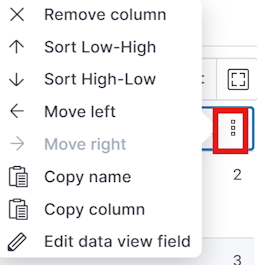 Remove column
Sort Low-High
Sort High-Low
Move left
Move right
Copy name
2
Copy column
Edit data view field
3